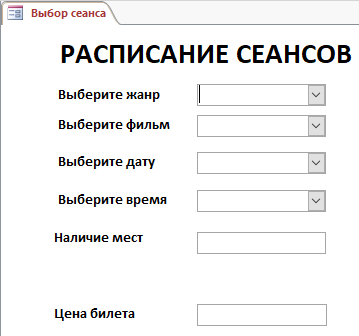 Выбор сеанса
РАСПИСАНИЕ СЕАНСОВ
Выберите жанр
Выберите фильм
Выберите дату
Выберите время
Наличие мест
Цена билета